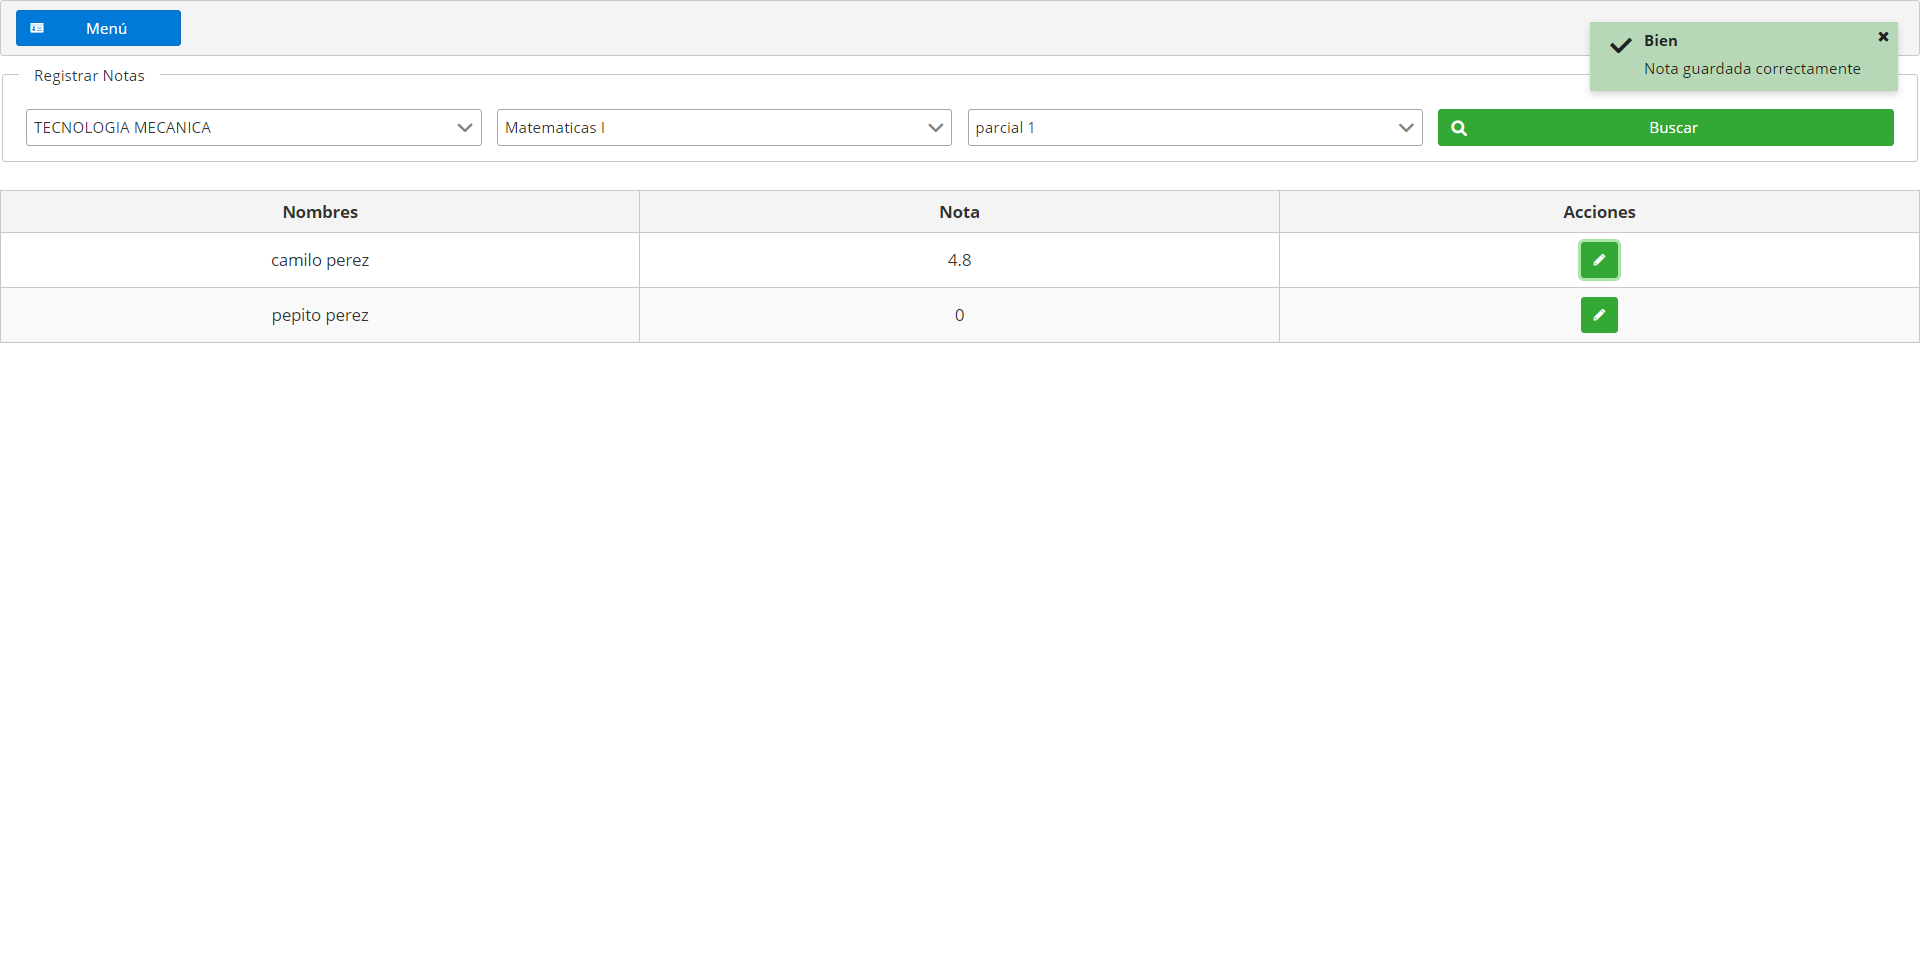 Menú
Bien
Nota guardada correctamente
Registrar Notas
TECNOLOGIA MECANICA
Matematicas I
parcial 1
Buscar
Nombres Nota Acciones
camilo perez 4.8
pepito perez 0